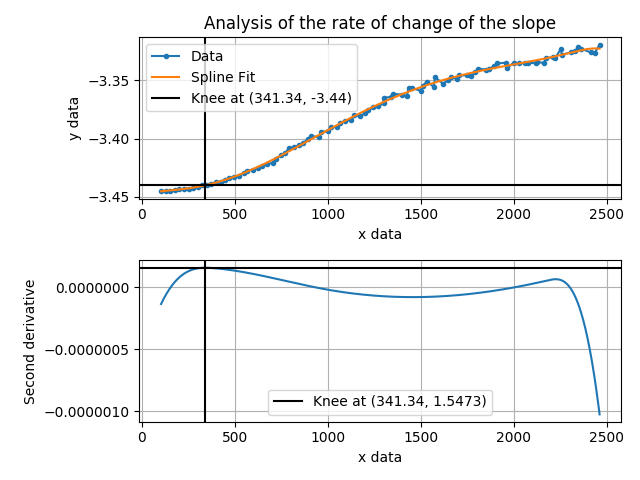 Analysis of the rate of change of the slope
y data
−3.35
−3.40
−3.45
Data
Spline Fit
Knee at (341.34, -3.44)
0 500 1000 1500 2000 2500
x data
Second derivative
0.0000000
−0.0000005
−0.0000010
Knee at (341.34, 1.5473)
0 500 1000 1500 2000 2500
x data